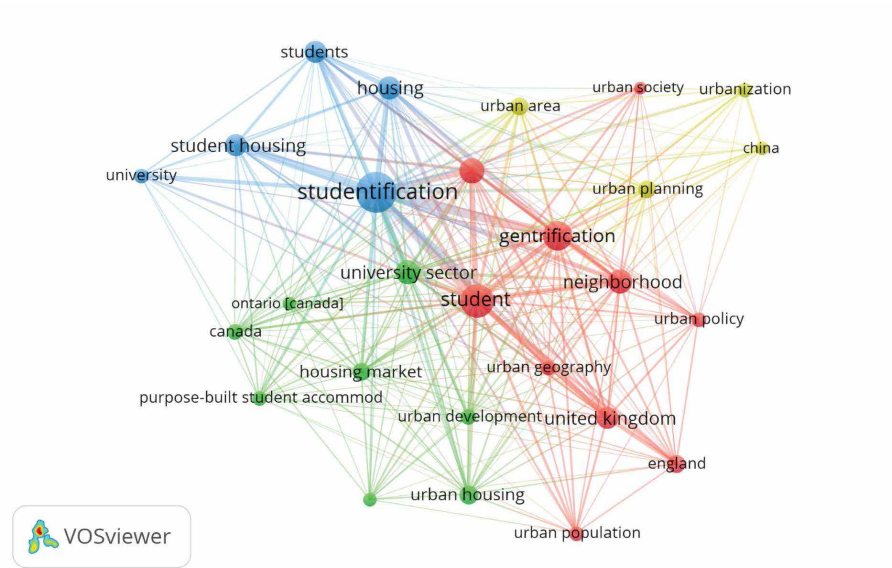 students
housing
urban society
urbanization
urban area
student housing
china
university
studentification
urban planning
gentrification
university sector
neighborhood
student
ontario [canada]
urban policy
canada
housing market
urban geography
purpose-built student accommod
urban development
united kingdom
england
urban housing
urban population
VOSviewer